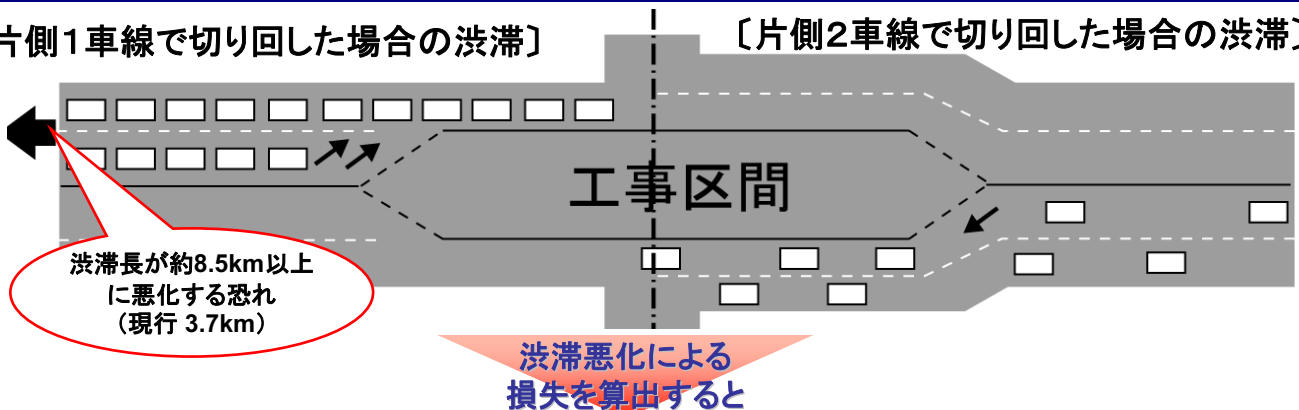 片側1車線で切り回した場合の渋滞〕
〔片側2車線で切り回した場合の渋滞〕
工事区間
渋滞長が約8.5km以上
に悪化する恐れ
（現行 3.7km）
渋滞悪化による
損失を算出すると